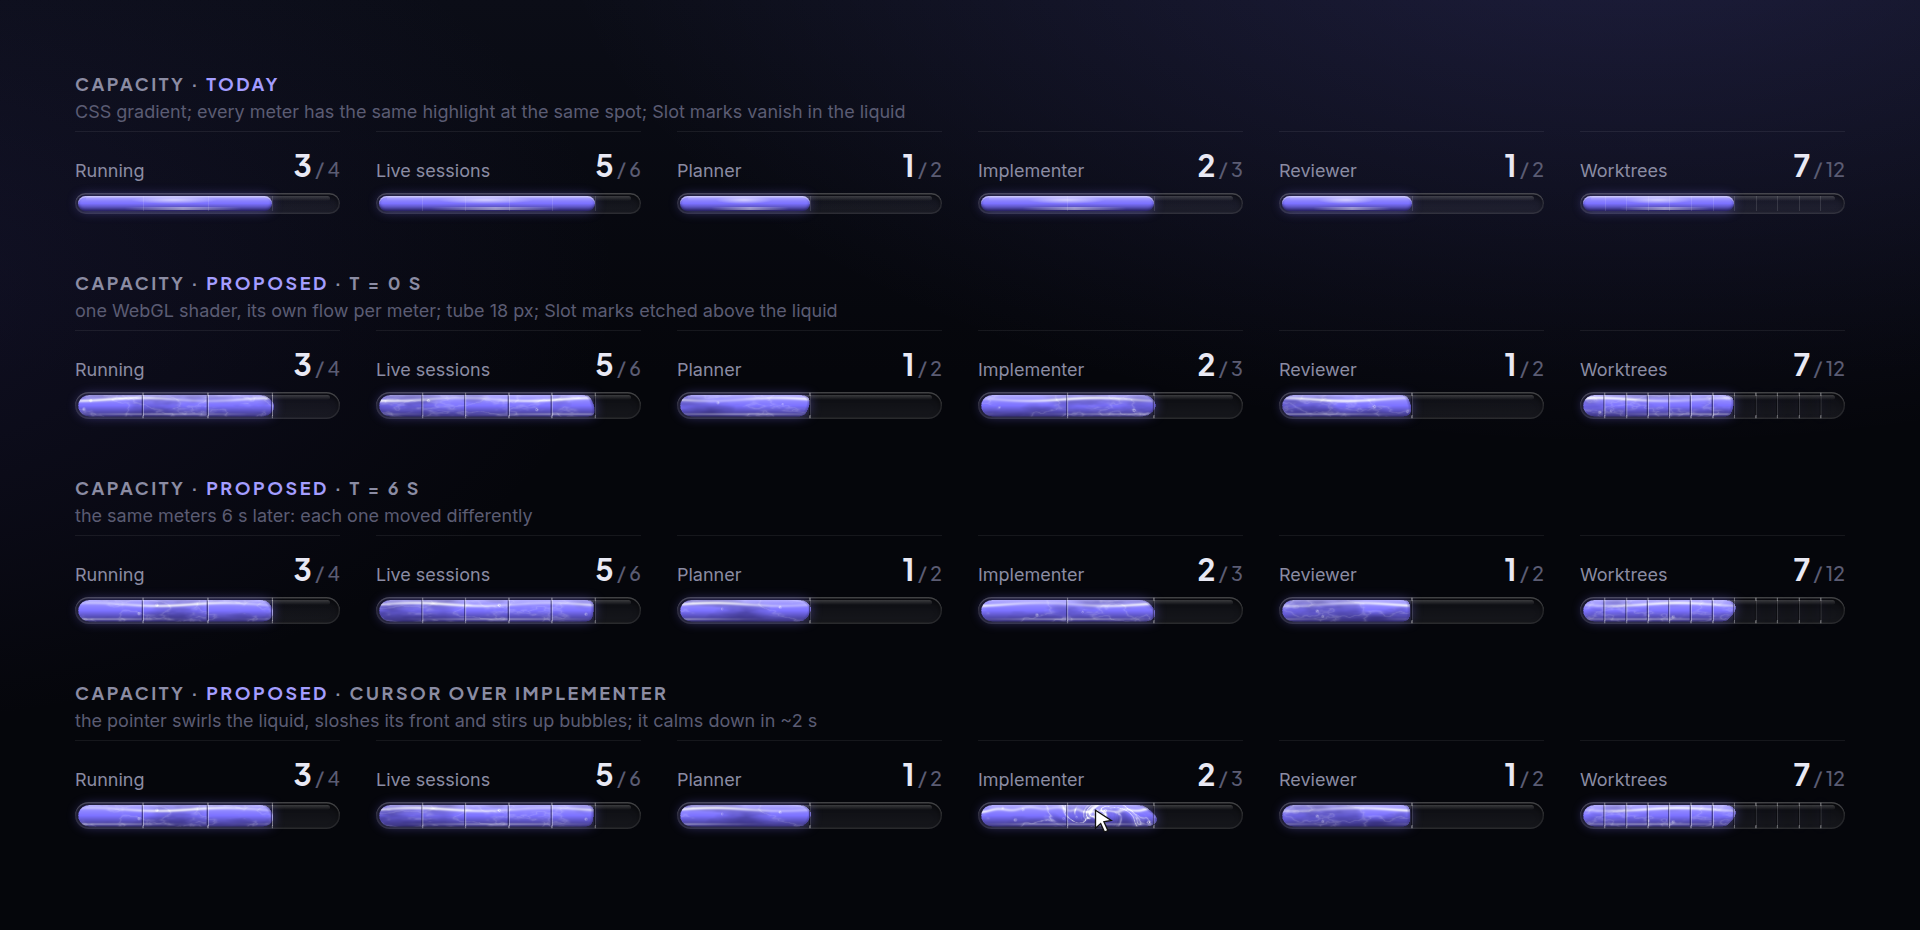 CAPACITY · TODAY
CSS gradient; every meter has the same highlight at the same spot; Slot marks vanish in the liquid
Running 3 / 4 Live sessions 5 / 6 Planner 1 / 2 Implementer 2 / 3 Reviewer 1 / 2 Worktrees 7 / 12
CAPACITY · PROPOSED · T = 0 S
one WebGL shader, its own flow per meter; tube 18 px; Slot marks etched above the liquid
Running 3 / 4 Live sessions 5 / 6 Planner 1 / 2 Implementer 2 / 3 Reviewer 1 / 2 Worktrees 7 / 12
CAPACITY · PROPOSED · T = 6 S
the same meters 6 s later: each one moved differently
Running 3 / 4 Live sessions 5 / 6 Planner 1 / 2 Implementer 2 / 3 Reviewer 1 / 2 Worktrees 7 / 12
CAPACITY · PROPOSED · CURSOR OVER IMPLEMENTER
the pointer swirls the liquid, sloshes its front and stirs up bubbles; it calms down in ~2 s
Running 3 / 4 Live sessions 5 / 6 Planner 1 / 2 Implementer 2 / 3 Reviewer 1 / 2 Worktrees 7 / 12